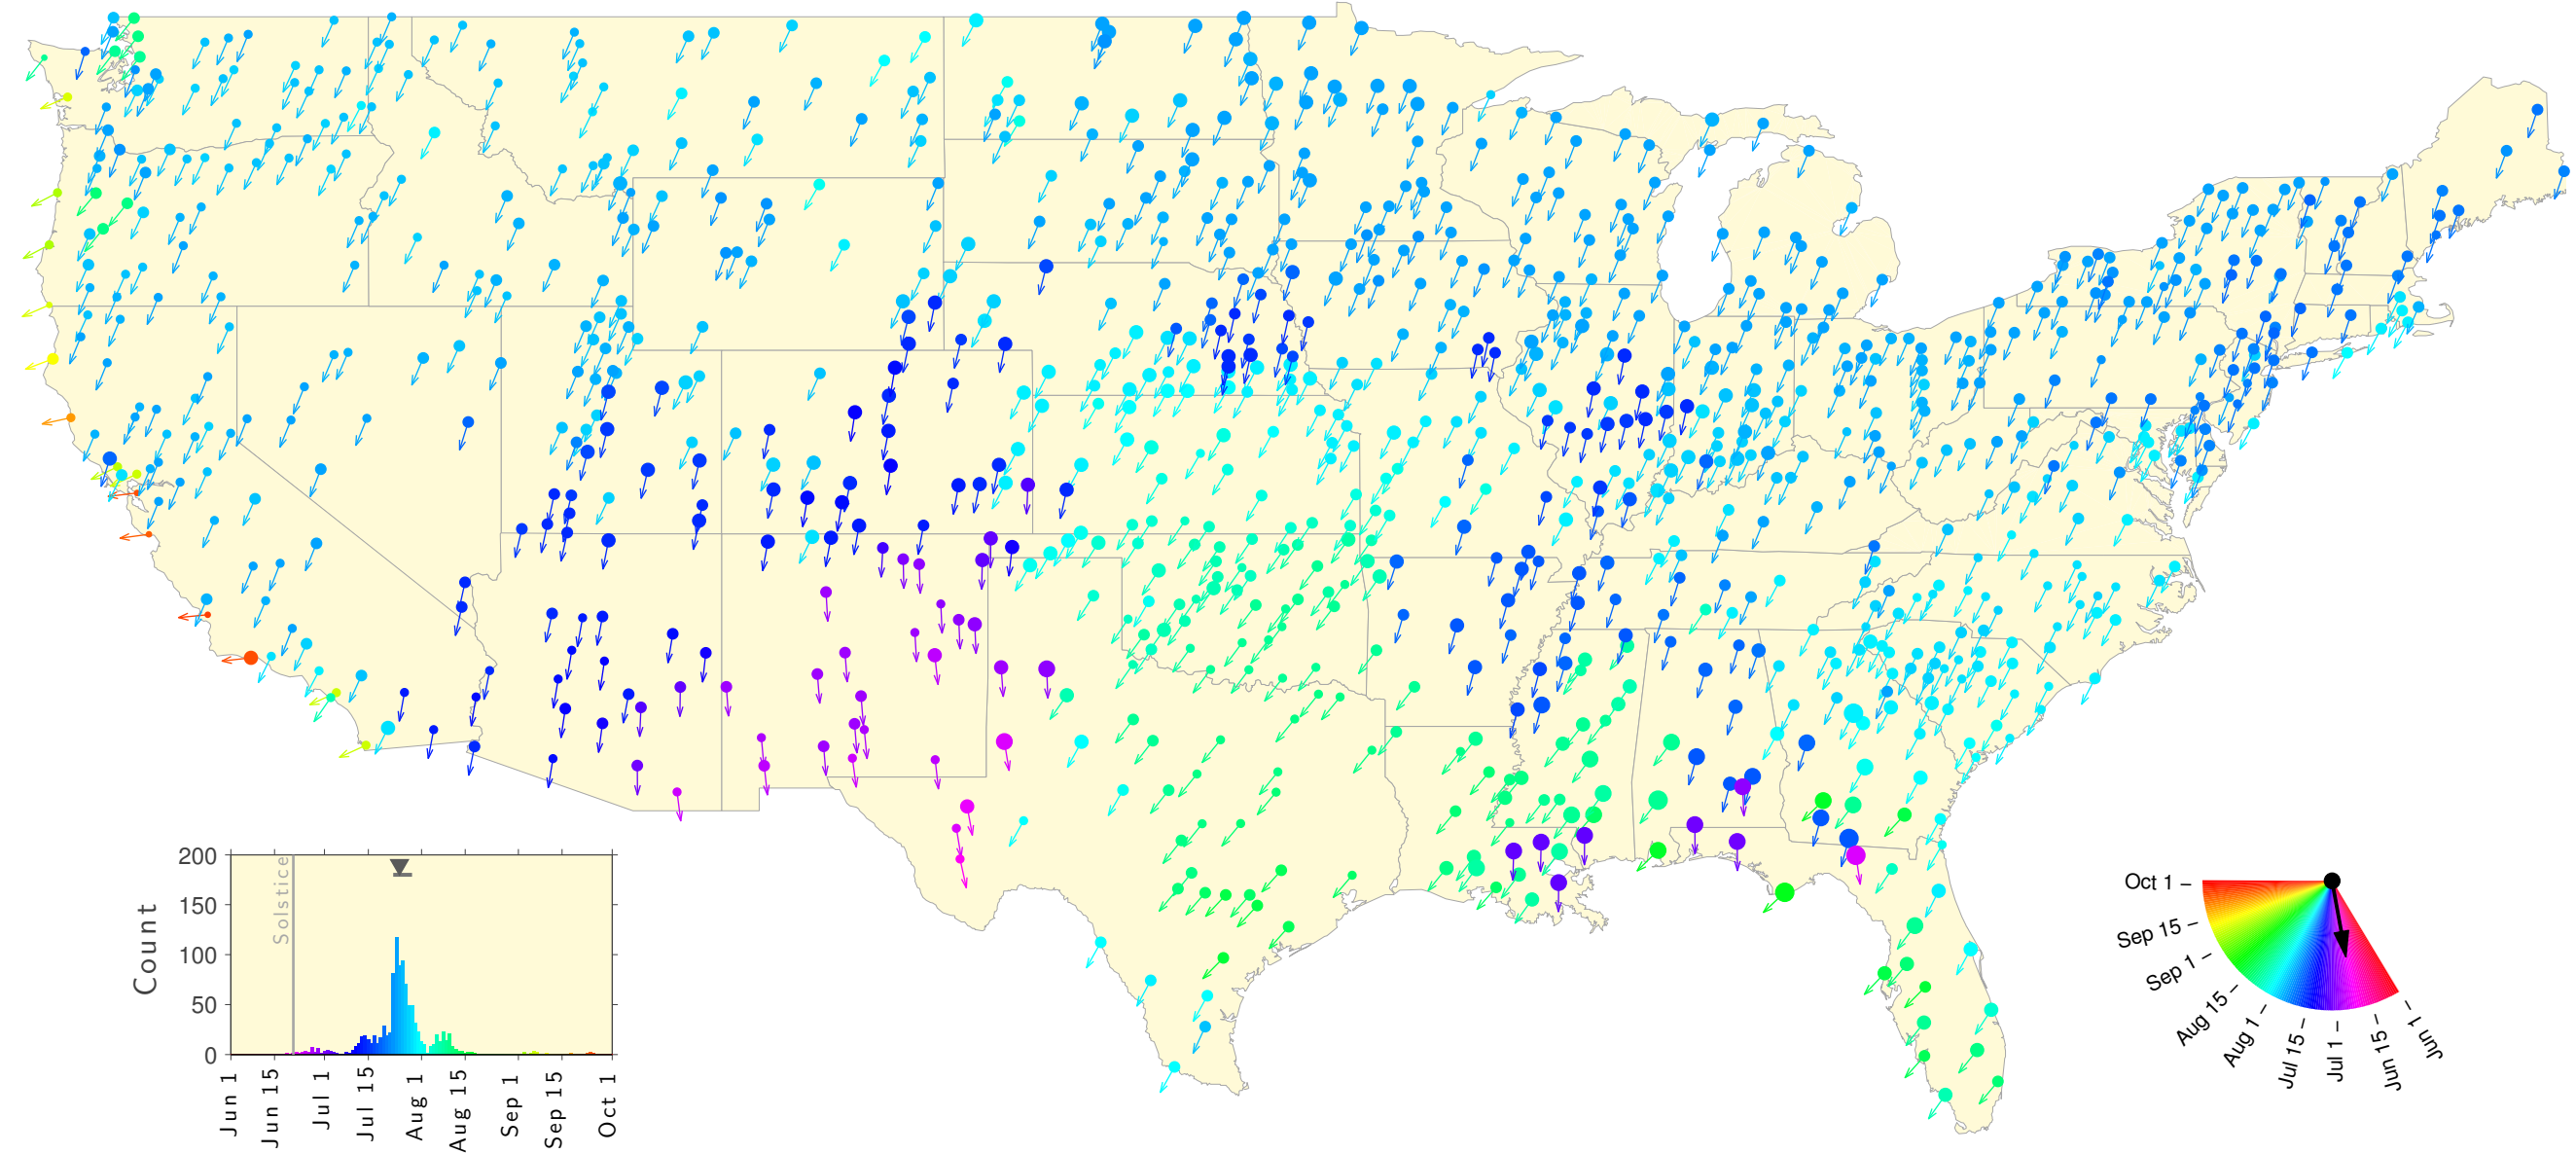 200
150
100
50
0
Count
Solstice
Jun 1
Jun 15
Jul 1
Jul 15
Aug 1
Aug 15
Sep 1
Sep 15
Oct 1
Oct 1 –
Sep 15 –
Sep 1 –
Aug 15 –
Aug 1 –
Jul 15 –
Jul 1 –
Jun 15 –
Jun 1 –